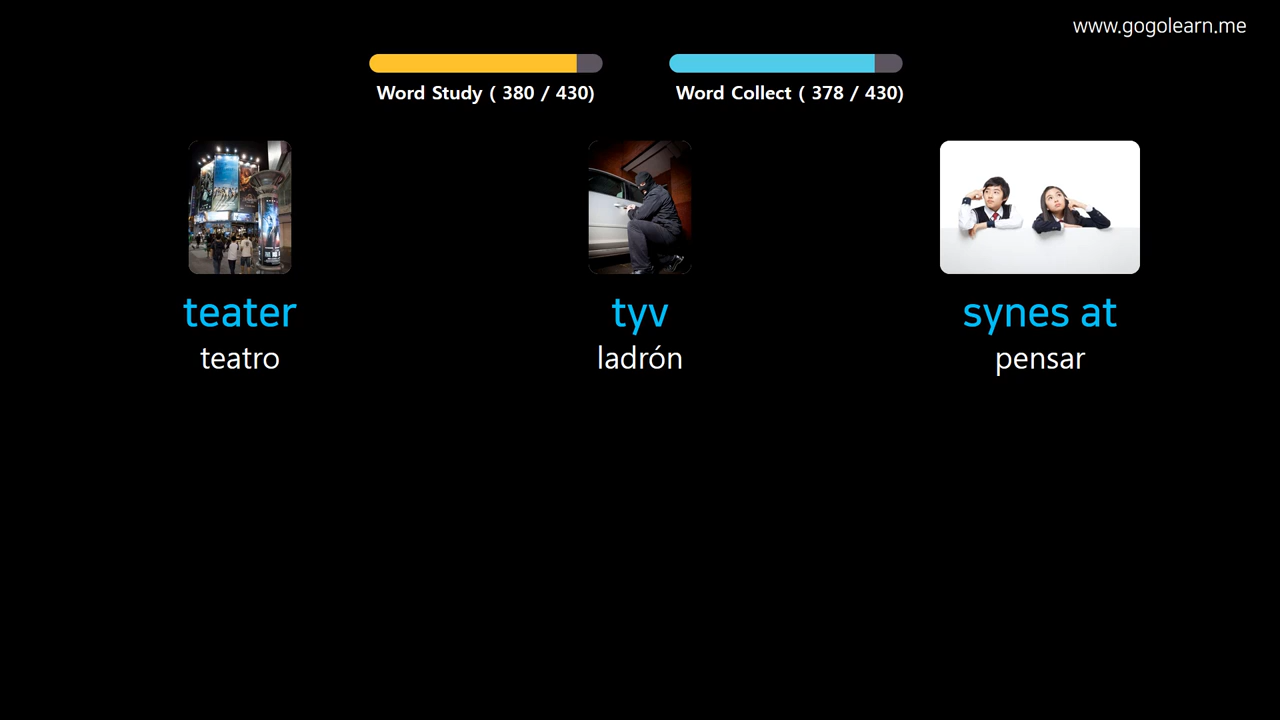 www.gogolearn.me
Word Study ( 380 / 430)
Word Collect ( 378 / 430)
teater
teatro
tyv
ladrón
synes at
pensar